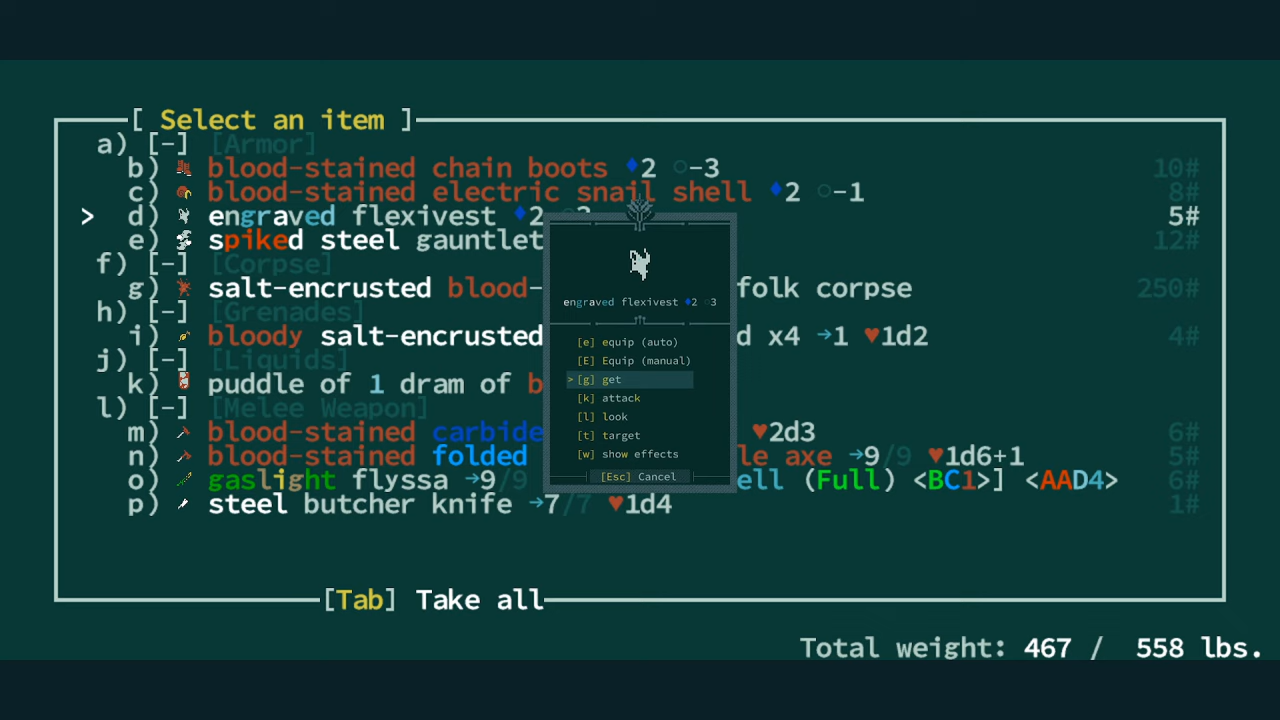 [ Select an item ]
a) [-] [Armor]
b) blood-stained chain boots ♦2 ○-3 10#
c) blood-stained electric snail shell ♦2 ○-1 8#
> d) engraved flexivest ♦2 5#
e) spiked steel gauntlet 12#
f) [-] [Corpse]
g) salt-encrusted blood- folk corpse 250#
h) [-] [Grenades]
i) bloody salt-encrusted d x4 →1 ♥1d2 4#
j) [-] [Liquids]
k) puddle of 1 dram of b
l) [-] [Melee Weapon]
m) blood-stained carbide ♥2d3 6#
n) blood-stained folded le axe →9/9 ♥1d6+1 5#
o) gaslight flyssa →9/9 ell (Full) <BC1>] <AAD4> 6#
p) steel butcher knife →7/7 ♥1d4 1#
[Tab] Take all
Total weight: 467 / 558 lbs.
engraved flexivest ♦2 ○3
[e] equip (auto)
[E] Equip (manual)
> [g] get
[k] attack
[l] look
[t] target
[w] show effects
[Esc] Cancel